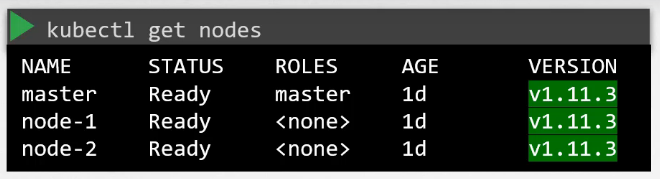 kubectl get nodes
NAME STATUS ROLES AGE VERSION
master Ready master 1d v1.11.3
node-1 Ready <none> 1d v1.11.3
node-2 Ready <none> 1d v1.11.3